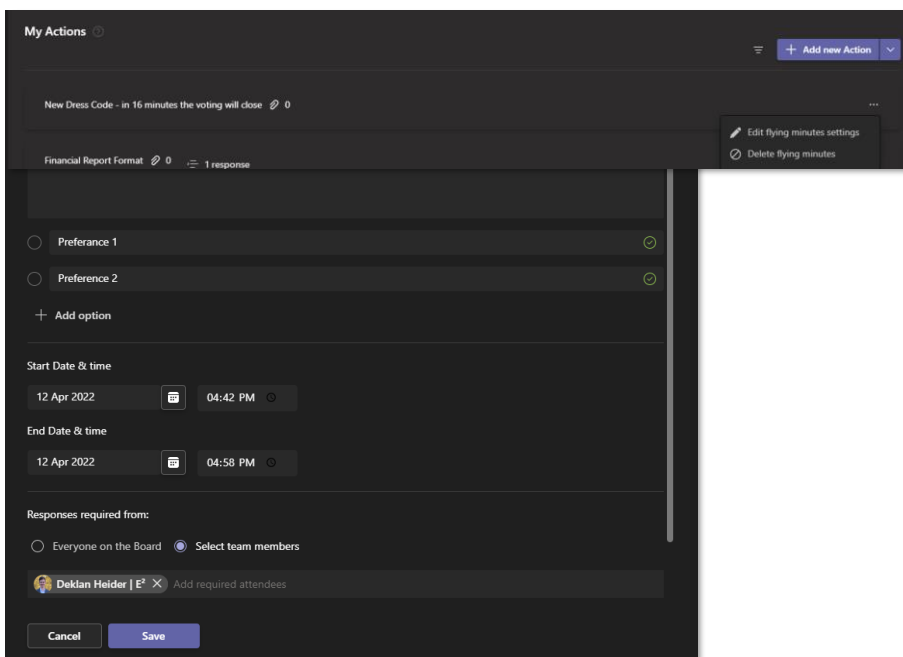 My Actions
Add new Action
New Dress Code - in 16 minutes the voting will close 0
Edit flying minutes settings
Financial Report Format 0 1 response
Delete flying minutes
Preferance 1
Preference 2
Add option
Start Date & time
12 Apr 2022 04:42 PM
End Date & time
12 Apr 2022 04:58 PM
Responses required from:
Everyone on the Board Select team members
Deklan Heider | E² Add required attendees
Cancel Save